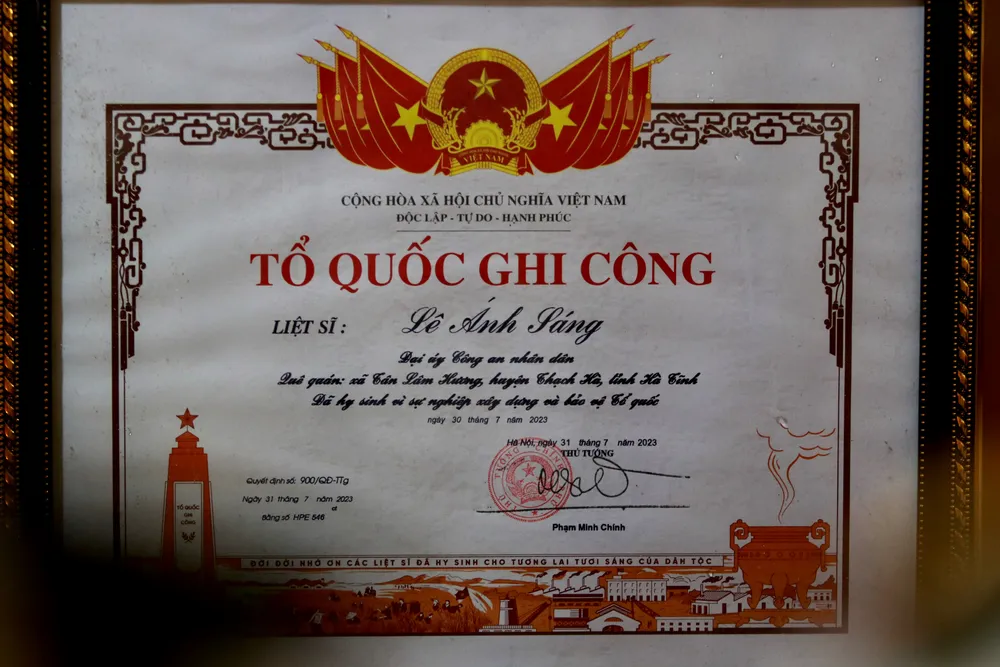 VIỆT NAM
CỘNG HÒA XÃ HỘI CHỦ NGHĨA VIỆT NAM
ĐỘC LẬP - TỰ DO - HẠNH PHÚC
TỔ QUỐC GHI CÔNG
LIỆT SĨ : Lê Ánh Sáng
Đại úy Công an nhân dân
Quê quán: xã Tân Lâm Hương, huyện Thạch Hà, tỉnh Hà Tĩnh
Đã hy sinh vì sự nghiệp xây dựng và bảo vệ Tổ quốc
ngày 30 tháng 7 năm 2023
Hà Nội, ngày 31 tháng 7 năm 2023
THỦ TƯỚNG
Quyết định số: 900/QĐ-TTg
Ngày 31 tháng 7 năm 2023
Bằng số HPE 546 ct
Phạm Minh Chính
TỔ QUỐC
GHI
CÔNG
ĐỜI ĐỜI NHỚ ƠN CÁC LIỆT SĨ ĐÃ HY SINH CHO TƯƠNG LAI TƯƠI SÁNG CỦA DÂN TỘC